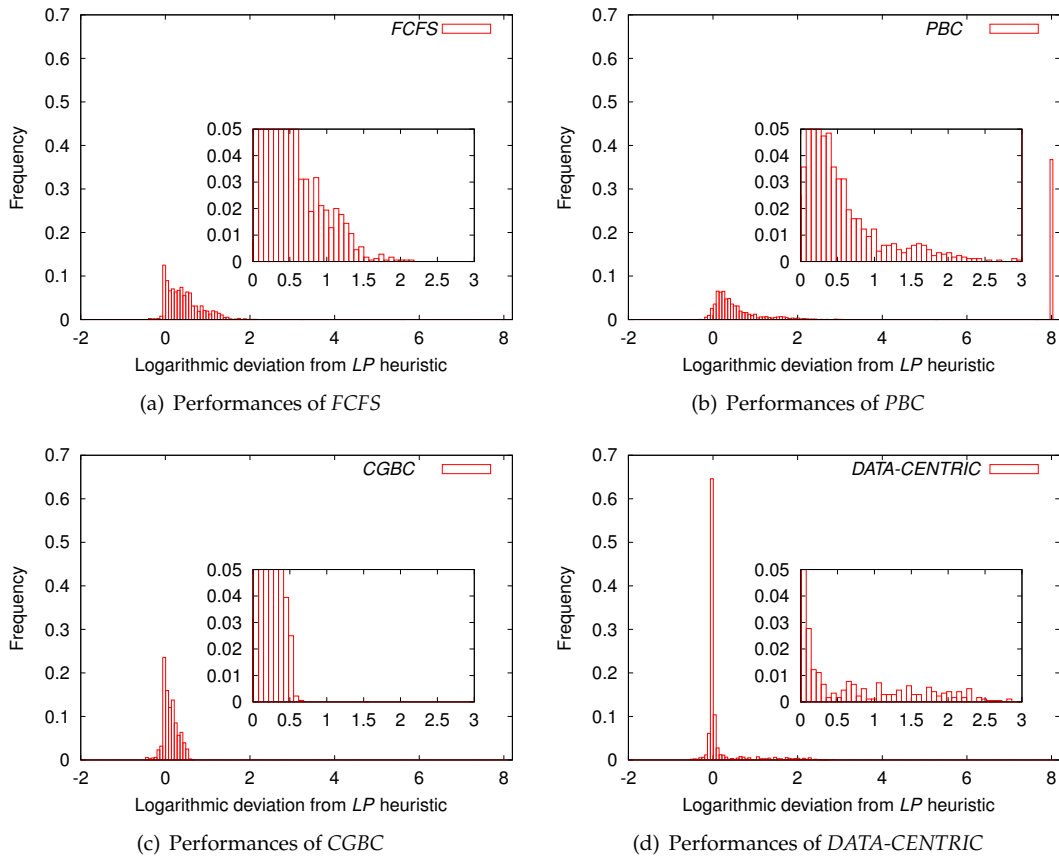 0.7
0.6
0.5
0.4
0.3
0.2
0.1
0
-2 0 2 4 6 8
Frequency
Logarithmic deviation from LP heuristic
FCFS
0.05
0.04
0.03
0.02
0.01
0
0 0.5 1 1.5 2 2.5 3
(a) Performances of FCFS
0.7
0.6
0.5
0.4
0.3
0.2
0.1
0
-2 0 2 4 6 8
Frequency
Logarithmic deviation from LP heuristic
PBC
0.05
0.04
0.03
0.02
0.01
0
0 0.5 1 1.5 2 2.5 3
(b) Performances of PBC
0.7
0.6
0.5
0.4
0.3
0.2
0.1
0
-2 0 2 4 6 8
Frequency
Logarithmic deviation from LP heuristic
CGBC
0.05
0.04
0.03
0.02
0.01
0
0 0.5 1 1.5 2 2.5 3
(c) Performances of CGBC
0.7
0.6
0.5
0.4
0.3
0.2
0.1
0
-2 0 2 4 6 8
Frequency
Logarithmic deviation from LP heuristic
DATA-CENTRIC
0.05
0.04
0.03
0.02
0.01
0
0 0.5 1 1.5 2 2.5 3
(d) Performances of DATA-CENTRIC